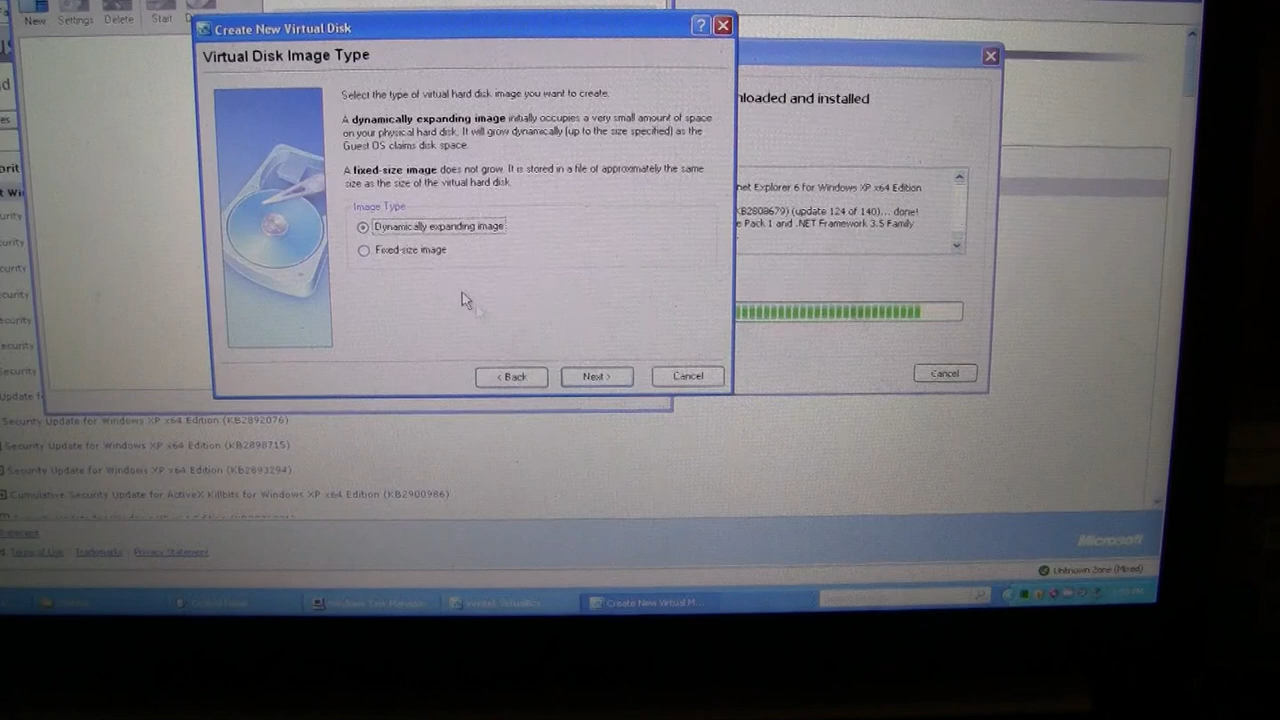 New Settings Delete Start
Create New Virtual Disk
Virtual Disk Image Type
Select the type of virtual hard disk image you want to create.
A dynamically expanding image initially occupies a very small amount of space
on your physical hard disk. It will grow dynamically (up to the size specified) as the
Guest OS claims disk space.
A fixed-size image does not grow. It is stored in a file of approximately the same
size as the size of the virtual hard disk.
Image Type
Dynamically expanding image
Fixed-size image
< Back
Next >
Cancel
nloaded and installed
net Explorer 6 for Windows XP x64 Edition
KB2808679) (update 124 of 140)... done!
e Pack 1 and .NET Framework 3.5 Family
Cancel
Security Update for Windows XP x64 Edition (KB2892076)
Security Update for Windows XP x64 Edition (KB2898715)
Security Update for Windows XP x64 Edition (KB2893294)
Cumulative Security Update for ActiveX Killbits for Windows XP x64 Edition (KB2900986)
Statement
Terms of Use Trademarks Privacy Statement
Microsoft
Unknown Zone (Mixed)
Windows Task Manager
Create New Virtual M...